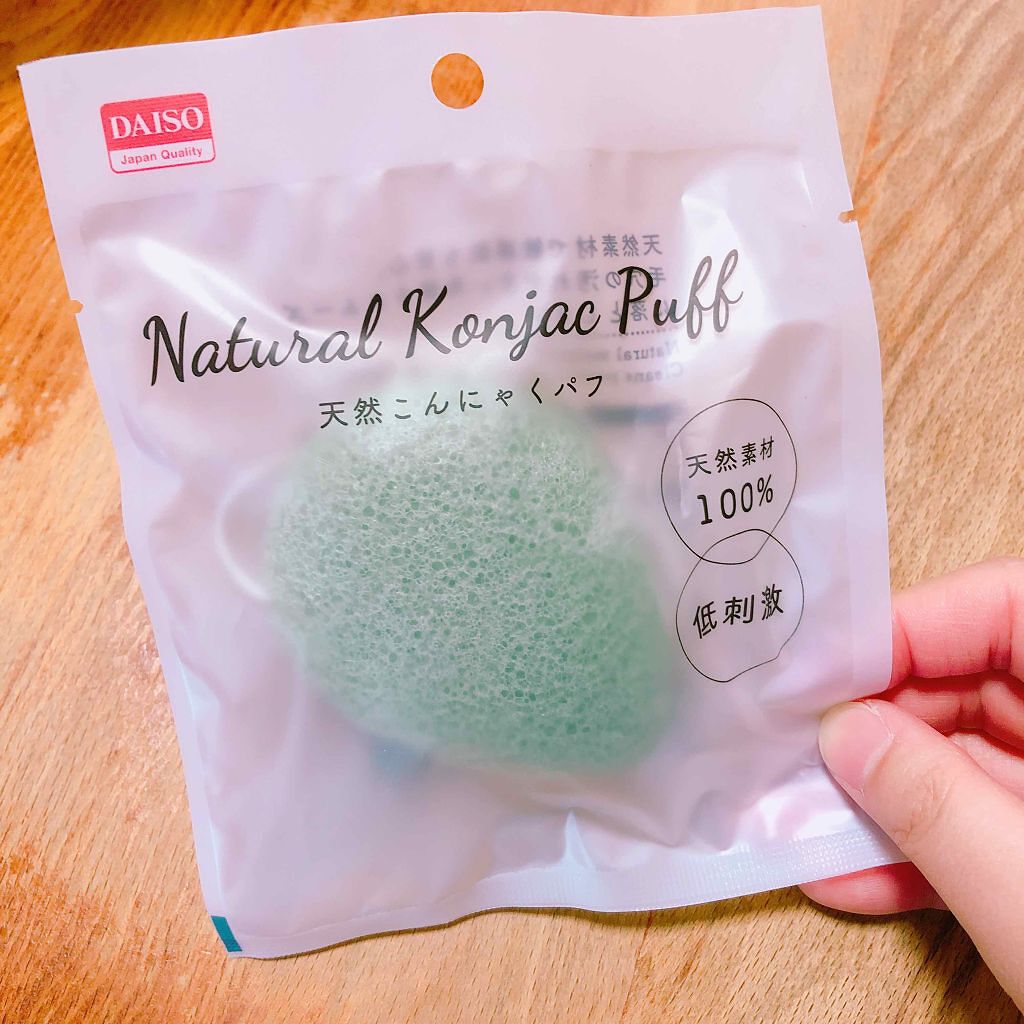 DAISO
Japan Quality
Natural Konjac Puff
天然こんにゃくパフ
天然素材
100%
低刺激